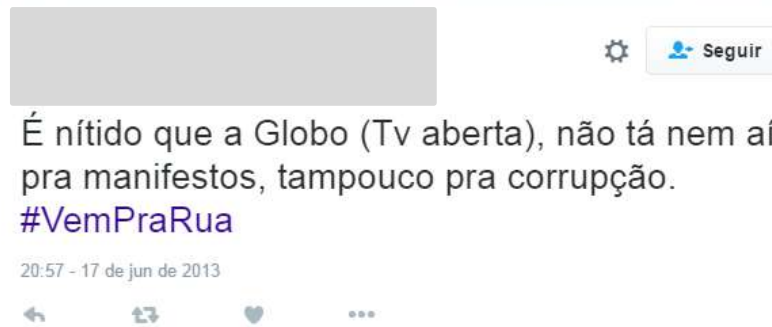 Seguir
É nítido que a Globo (Tv aberta), não tá nem aí
pra manifestos, tampouco pra corrupção.
#VemPraRua
20:57 - 17 de jun de 2013